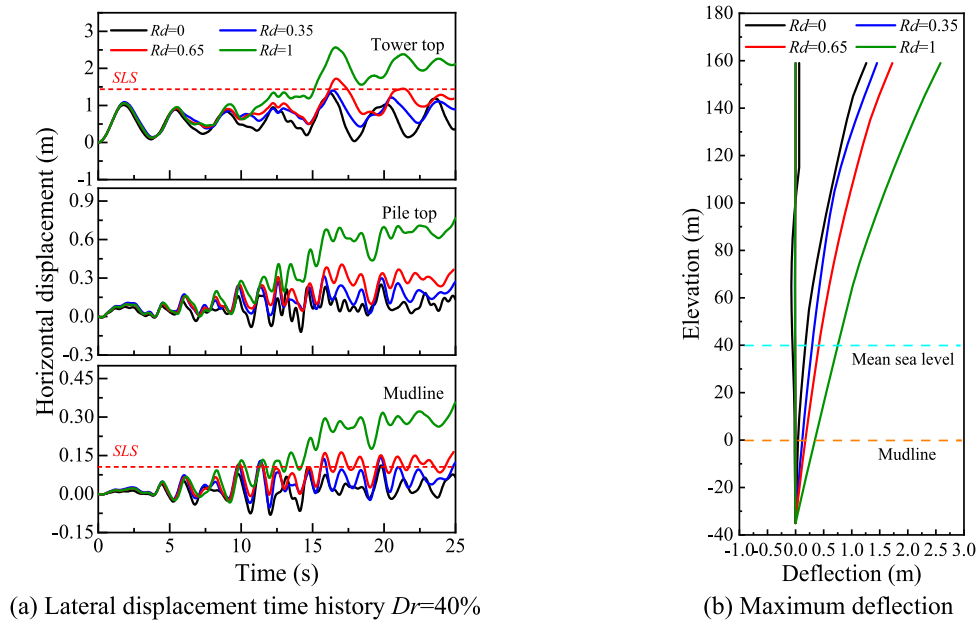 Rd=0 Rd=0.35
Rd=0.65 Rd=1
Tower top
SLS
3
2
1
0
1
Pile top
0.9
0.6
0.3
0.0
-0.3
Mudline
SLS
0.45
0.30
0.15
0.00
-0.15
0 5 10 15 20 25
Time (s)
Horizontal displacement (m)
(a) Lateral displacement time history Dr=40%
Rd=0 Rd=0.35
Rd=0.65 Rd=1
180
160
140
120
100
80
60
40
20
0
-20
-40
Mean sea level
Mudline
-1.0 -0.5 0.0 0.5 1.0 1.5 2.0 2.5 3.0
Elevation (m)
Deflection (m)
(b) Maximum deflection